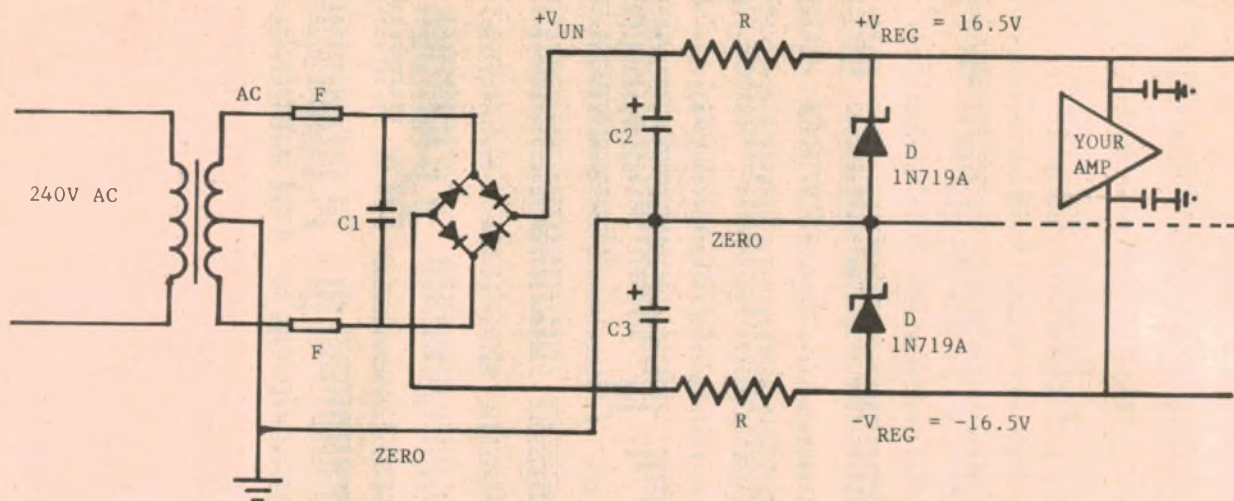 +V_UN
R
+V_REG = 16.5V
AC
F
+
C2
D
1N719A
YOUR
AMP
240V AC
C1
ZERO
+
C3
D
1N719A
F
R
-V_REG = -16.5V
ZERO